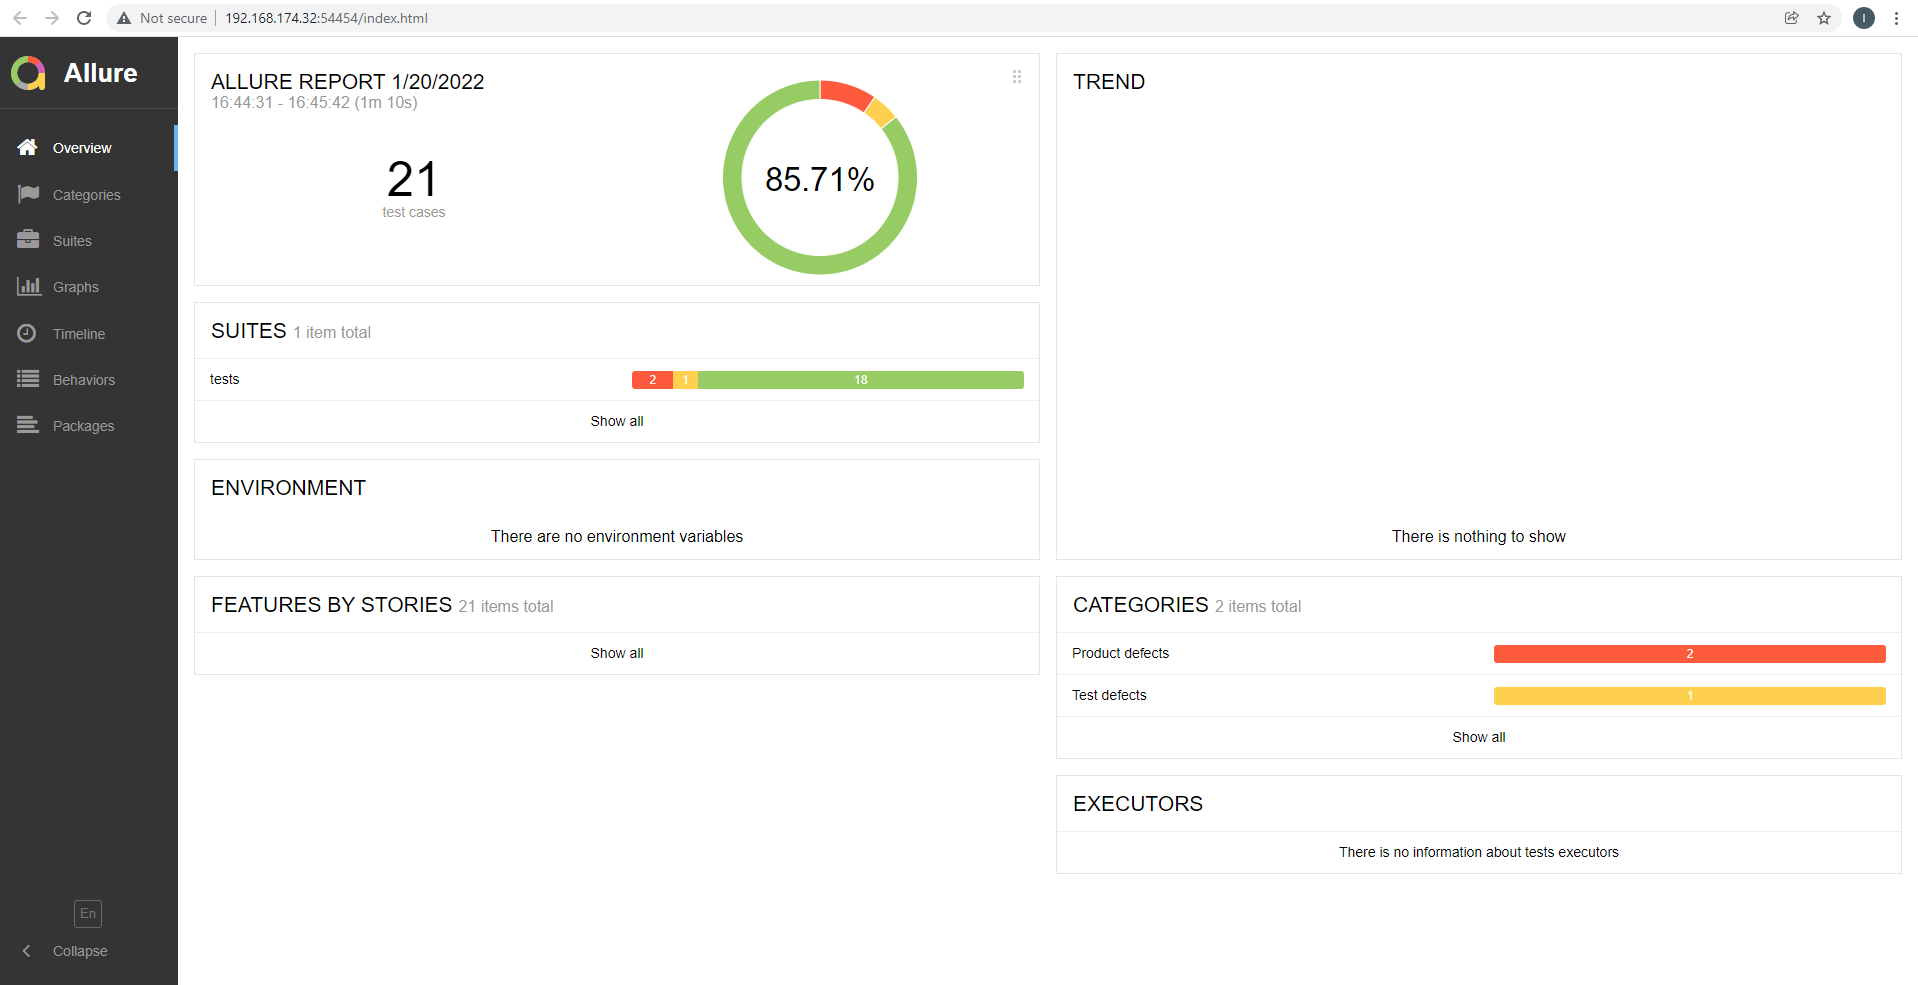 Not secure
192.168.174.32:54454/index.html
I
Allure
Overview
Categories
Suites
Graphs
Timeline
Behaviors
Packages
En
Collapse
ALLURE REPORT 1/20/2022
16:44:31 - 16:45:42 (1m 10s)
21
test cases
85.71%
SUITES 1 item total
tests
2 1 18
Show all
ENVIRONMENT
There are no environment variables
FEATURES BY STORIES 21 items total
Show all
TREND
There is nothing to show
CATEGORIES 2 items total
Product defects 2
Test defects 1
Show all
EXECUTORS
There is no information about tests executors